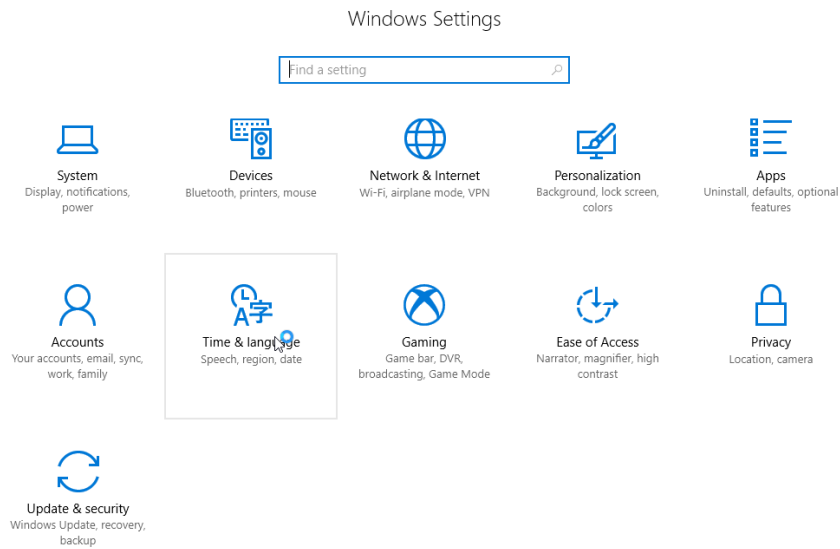 Windows Settings
Find a setting
System
Display, notifications,
power
Devices
Bluetooth, printers, mouse
Network & Internet
Wi-Fi, airplane mode, VPN
Personalization
Background, lock screen,
colors
Apps
Uninstall, defaults, optional
features
Accounts
Your accounts, email, sync,
work, family
A字
Time & language
Speech, region, date
Gaming
Game bar, DVR,
broadcasting, Game Mode
Ease of Access
Narrator, magnifier, high
contrast
Privacy
Location, camera
Update & security
Windows Update, recovery,
backup